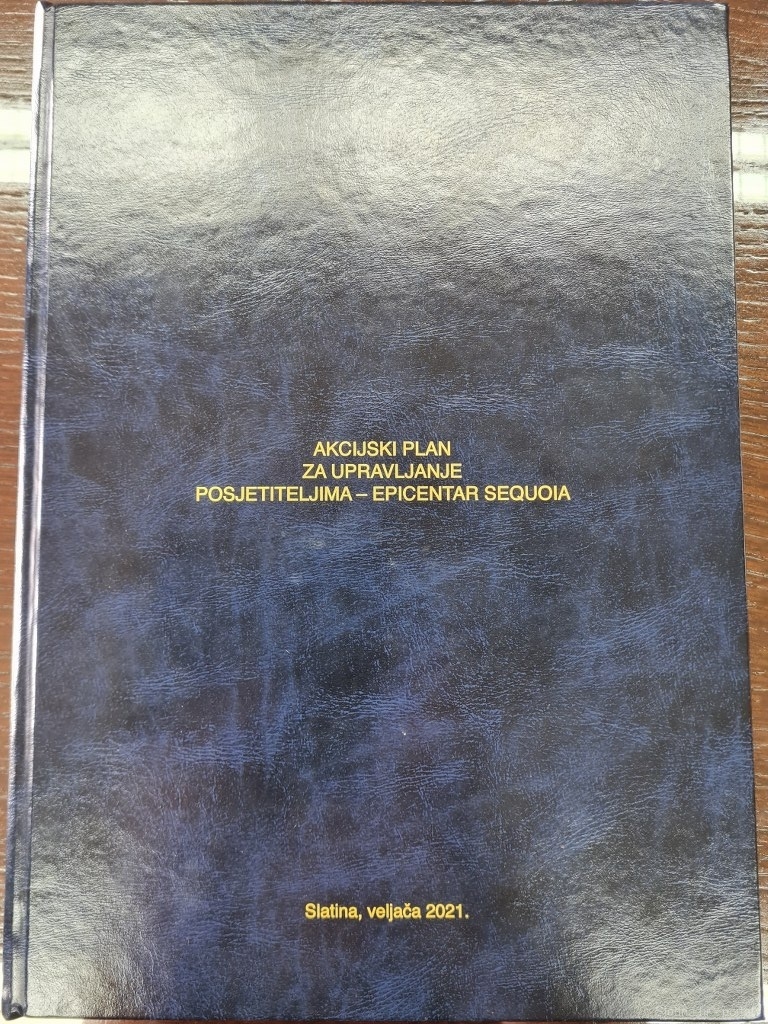 AKCIJSKI PLAN
ZA UPRAVLJANJE
POSJETITELJIMA – EPICENTAR SEQUOIA
Slatina, veljača 2021.